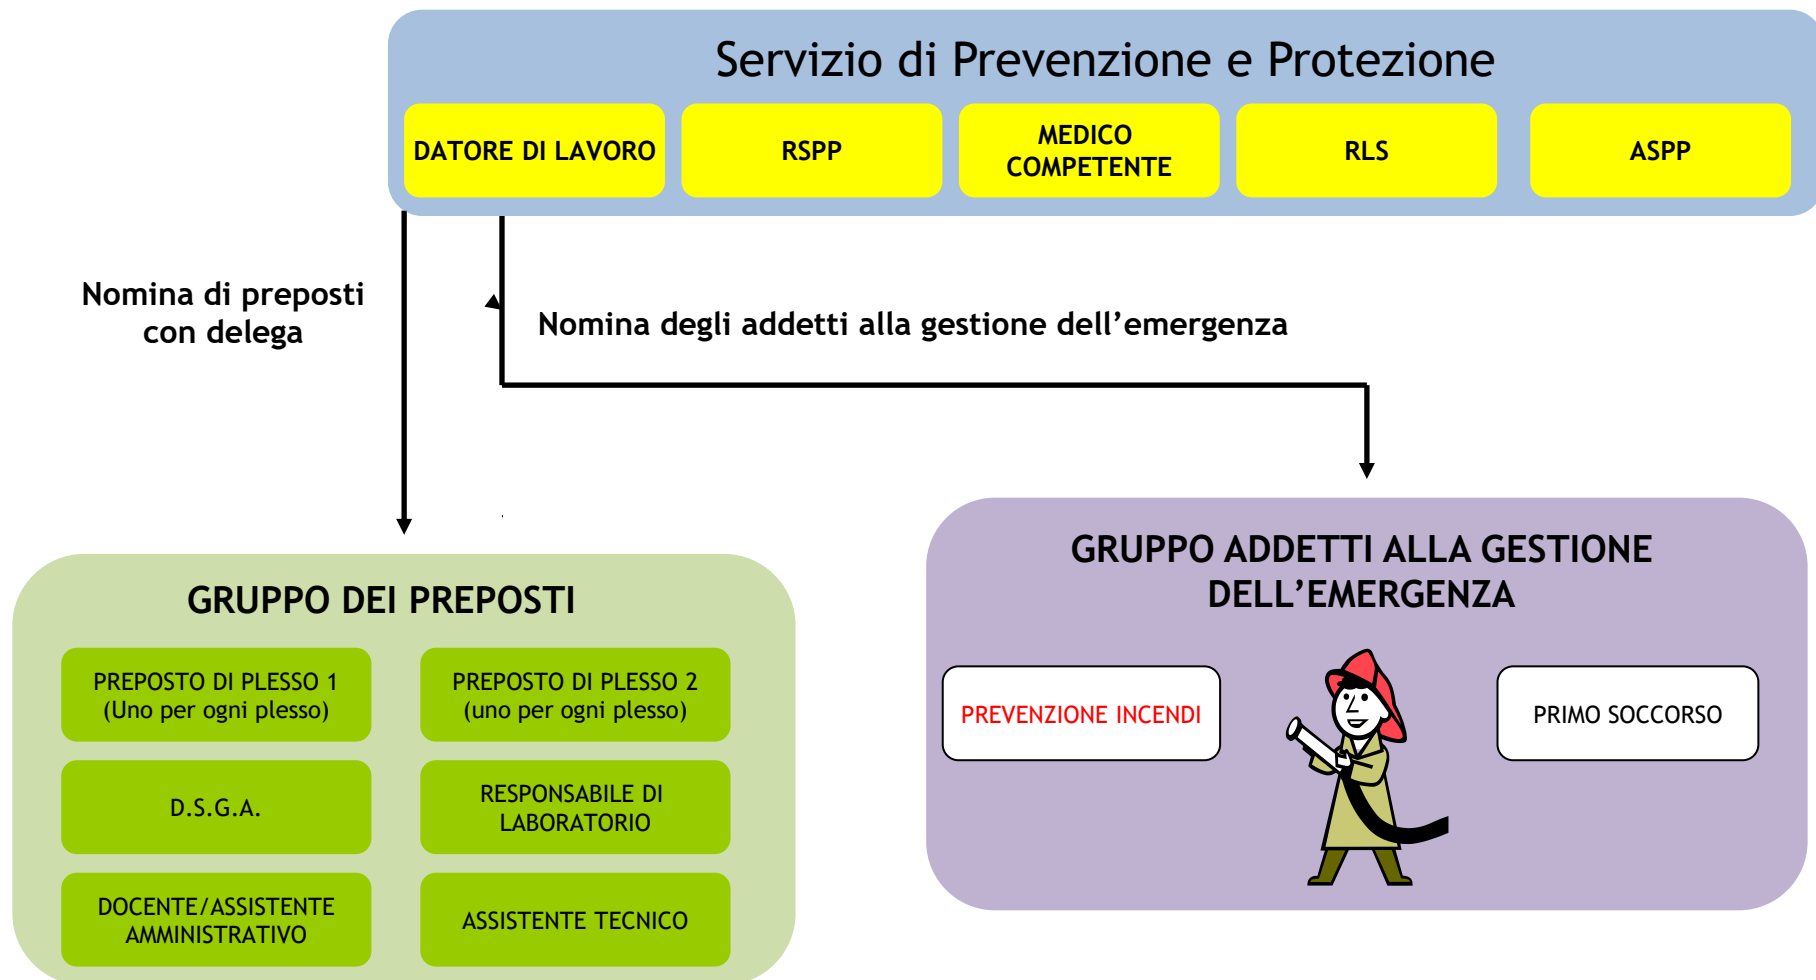 Servizio di Prevenzione e Protezione
DATORE DI LAVORO
RSPP
MEDICO
COMPETENTE
RLS
ASPP
Nomina di preposti
con delega
Nomina degli addetti alla gestione dell’emergenza
GRUPPO DEI PREPOSTI
PREPOSTO DI PLESSO 1
(Uno per ogni plesso)
PREPOSTO DI PLESSO 2
(uno per ogni plesso)
D.S.G.A.
RESPONSABILE DI
LABORATORIO
DOCENTE/ASSISTENTE
AMMINISTRATIVO
ASSISTENTE TECNICO
GRUPPO ADDETTI ALLA GESTIONE
DELL’EMERGENZA
PREVENZIONE INCENDI
PRIMO SOCCORSO